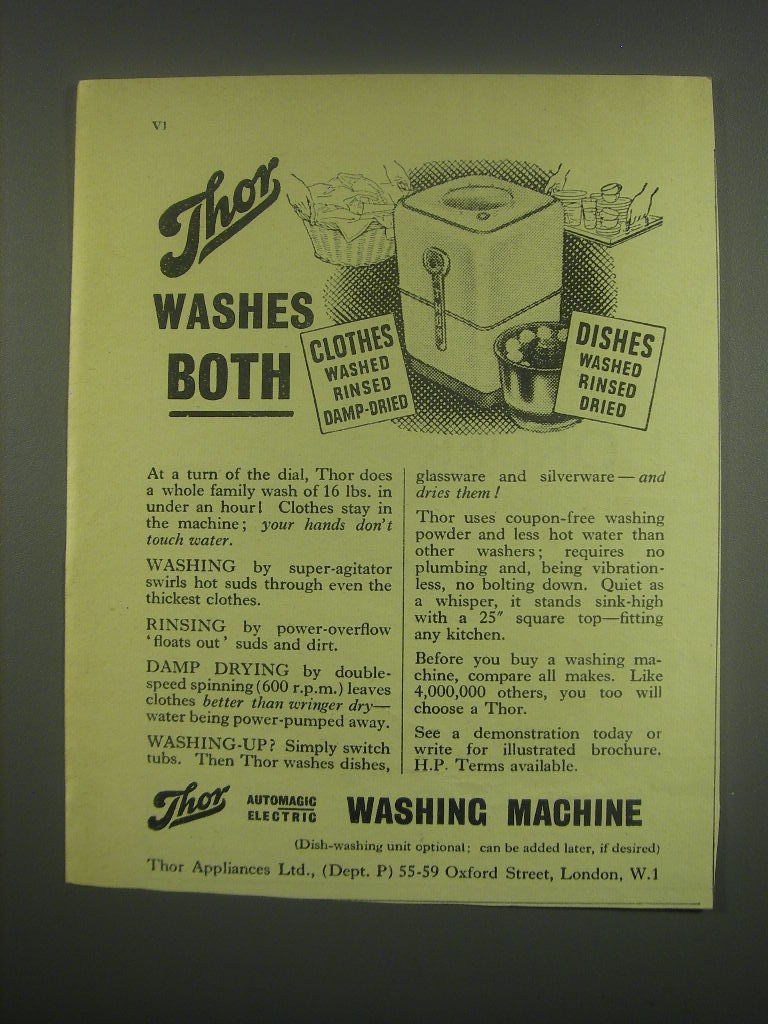 VI
Thor
WASHES
BOTH
CLOTHES
WASHED
RINSED
DAMP-DRIED
DISHES
WASHED
RINSED
DRIED
At a turn of the dial, Thor does
a whole family wash of 16 lbs. in
under an hour! Clothes stay in
the machine; your hands don't
touch water.
WASHING by super-agitator
swirls hot suds through even the
thickest clothes.
RINSING by power-overflow
'floats out' suds and dirt.
DAMP DRYING by double-
speed spinning (600 r.p.m.) leaves
clothes better than wringer dry—
water being power-pumped away.
WASHING-UP? Simply switch
tubs. Then Thor washes dishes,
glassware and silverware—and
dries them!
Thor uses coupon-free washing
powder and less hot water than
other washers; requires no
plumbing and, being vibration-
less, no bolting down. Quiet as
a whisper, it stands sink-high
with a 25″ square top—fitting
any kitchen.
Before you buy a washing ma-
chine, compare all makes. Like
4,000,000 others, you too will
choose a Thor.
See a demonstration today or
write for illustrated brochure.
H.P. Terms available.
Thor AUTOMAGIC ELECTRIC WASHING MACHINE
(Dish-washing unit optional; can be added later, if desired)
Thor Appliances Ltd., (Dept. P) 55-59 Oxford Street, London, W.1